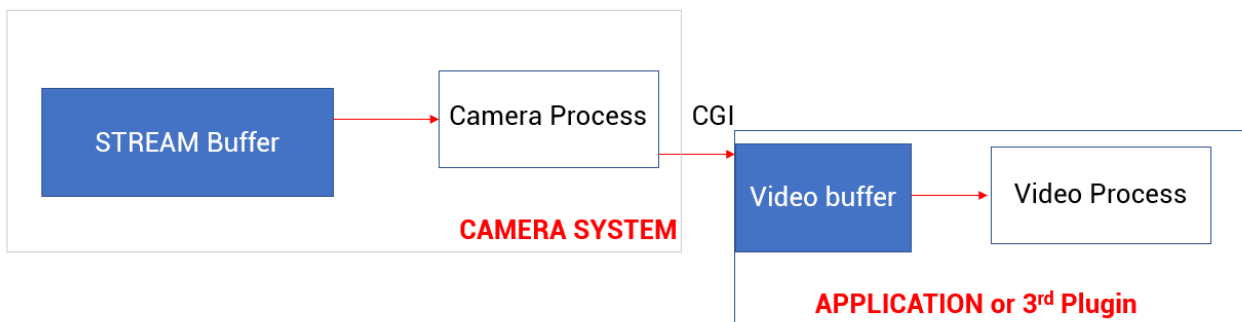 STREAM Buffer
Camera Process
CGI
Video buffer
Video Process
CAMERA SYSTEM
APPLICATION or 3rd Plugin